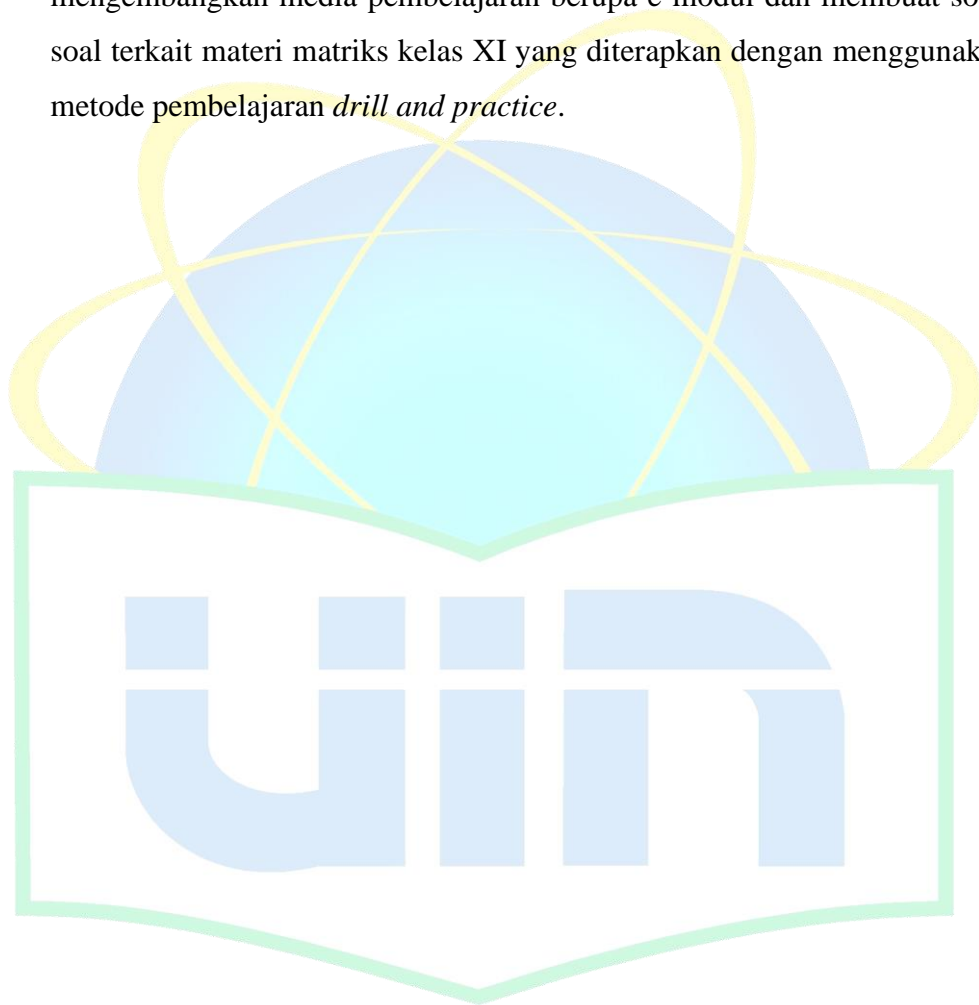 mengembangkan media pembelajaran berupa e-modul dan membuat so
soal terkait materi matriks kelas XI yang diterapkan dengan menggunak
metode pembelajaran drill and practice.
uin